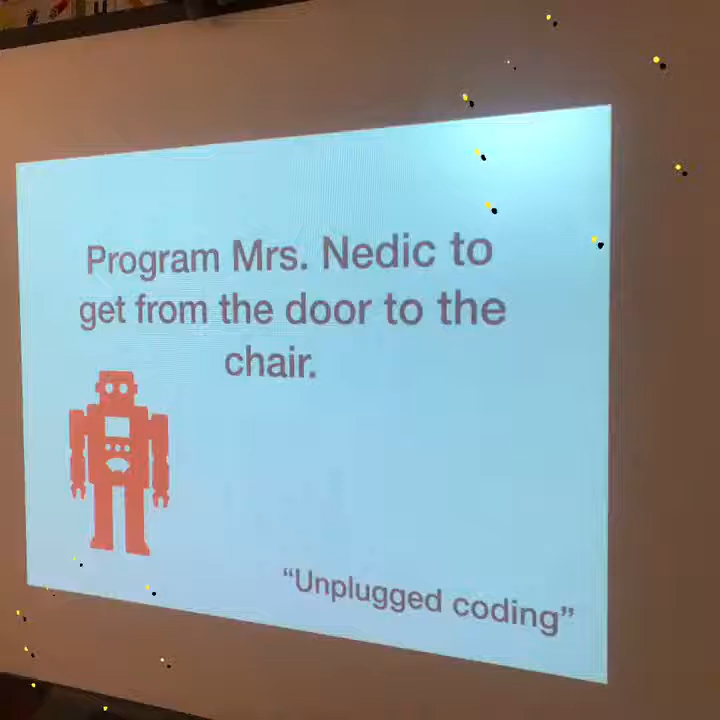 Program Mrs. Nedic to
get from the door to the
chair.
“Unplugged coding”